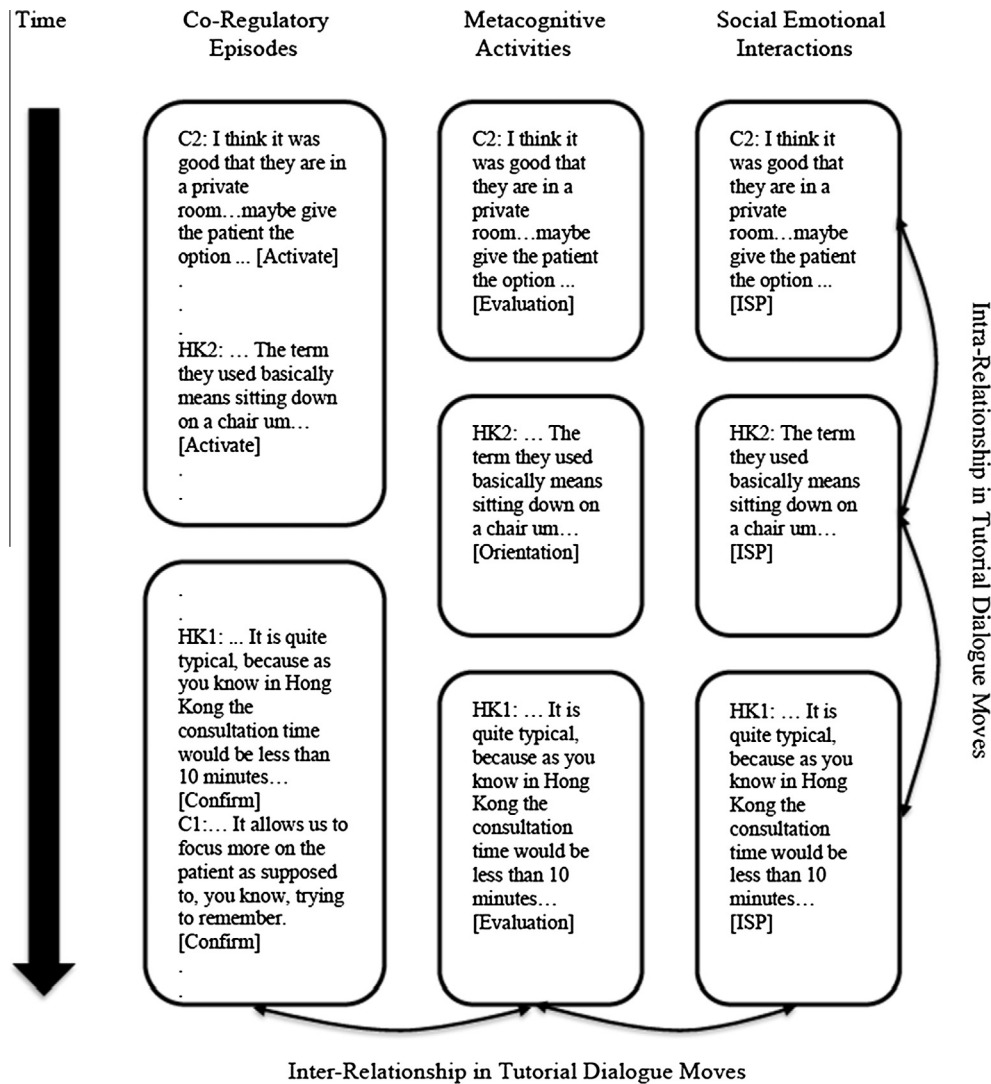 Time
Co-Regulatory
Episodes
Metacognitive
Activities
Social Emotional
Interactions
C2: I think it was
good that they are in
a private
room…maybe give
the patient the
option ... [Activate]
.
.
.
HK2: … The term
they used basically
means sitting down
on a chair um…
[Activate]
.
.
.
.
HK1: ... It is quite
typical, because as
you know in Hong
Kong the
consultation time
would be less than
10 minutes…
[Confirm]
C1:… It allows us to
focus more on the
patient as supposed
to, you know, trying
to remember.
[Confirm]
.
.
C2: I think it
was good that
they are in a
private
room…maybe
give the patient
the option ...
[Evaluation]
HK2: … The
term they used
basically means
sitting down on
a chair um…
[Orientation]
HK1: … It is
quite typical,
because as you
know in Hong
Kong the
consultation
time would be
less than 10
minutes…
[Evaluation]
C2: I think it
was good that
they are in a
private
room…maybe
give the patient
the option ...
[ISP]
HK2: The term
they used
basically means
sitting down on
a chair um…
[ISP]
HK1: … It is
quite typical,
because as you
know in Hong
Kong the
consultation
time would be
less than 10
minutes…
[ISP]
Intra-Relationship in Tutorial Dialogue Moves
Inter-Relationship in Tutorial Dialogue Moves